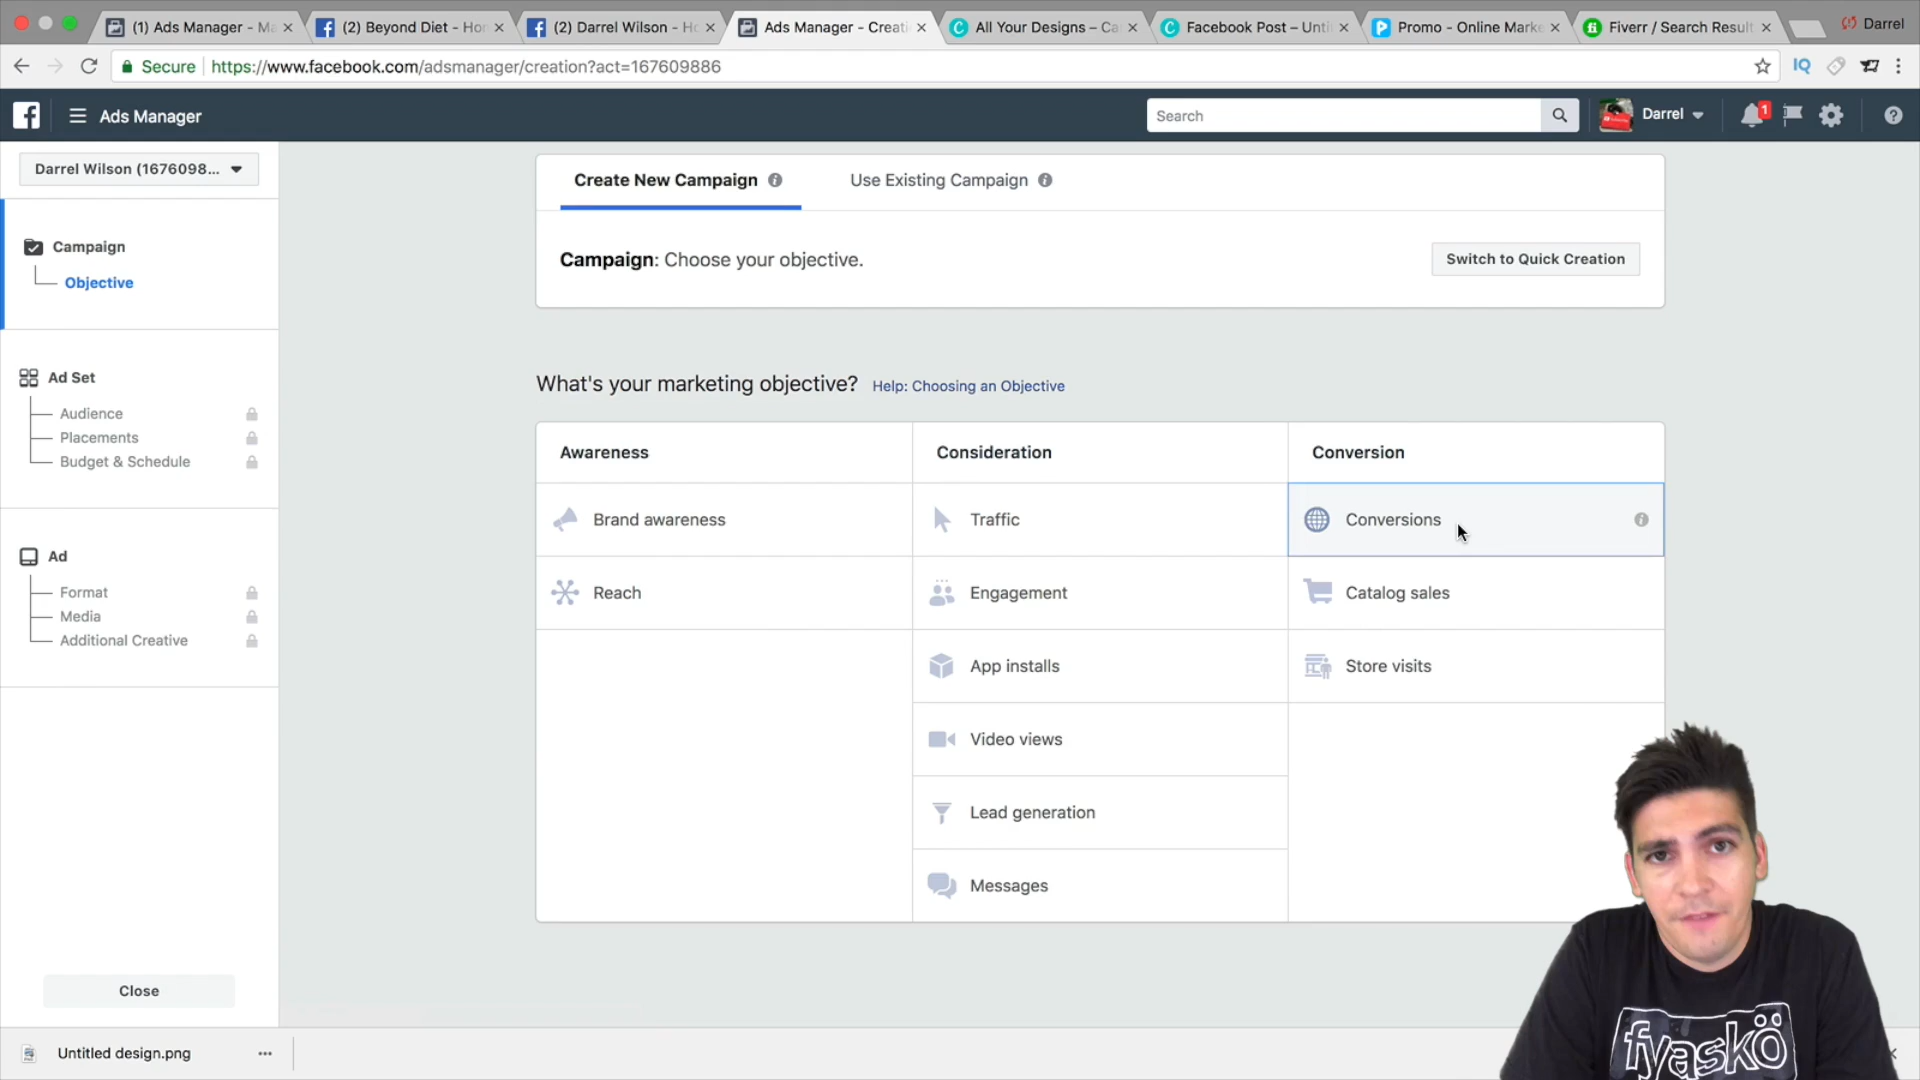 (1) Ads Manager - Ma
(2) Beyond Diet - Hor
(2) Darrel Wilson - Ho
Ads Manager - Creati
All Your Designs – Ca
Facebook Post – Unti
Promo - Online Marke
Fiverr / Search Result
Darrel
Secure
https://www.facebook.com/adsmanager/creation?act=167609886
IQ
Ads Manager
Search
Darrel
1
Darrel Wilson (1676098...
Campaign
Objective
Ad Set
Audience
Placements
Budget & Schedule
Ad
Format
Media
Additional Creative
Close
Create New Campaign
Use Existing Campaign
Campaign: Choose your objective.
Switch to Quick Creation
What's your marketing objective? Help: Choosing an Objective
Awareness
Consideration
Conversion
Brand awareness
Traffic
Conversions
Reach
Engagement
Catalog sales
App installs
Store visits
Video views
Lead generation
Messages
Untitled design.png
fyaskö